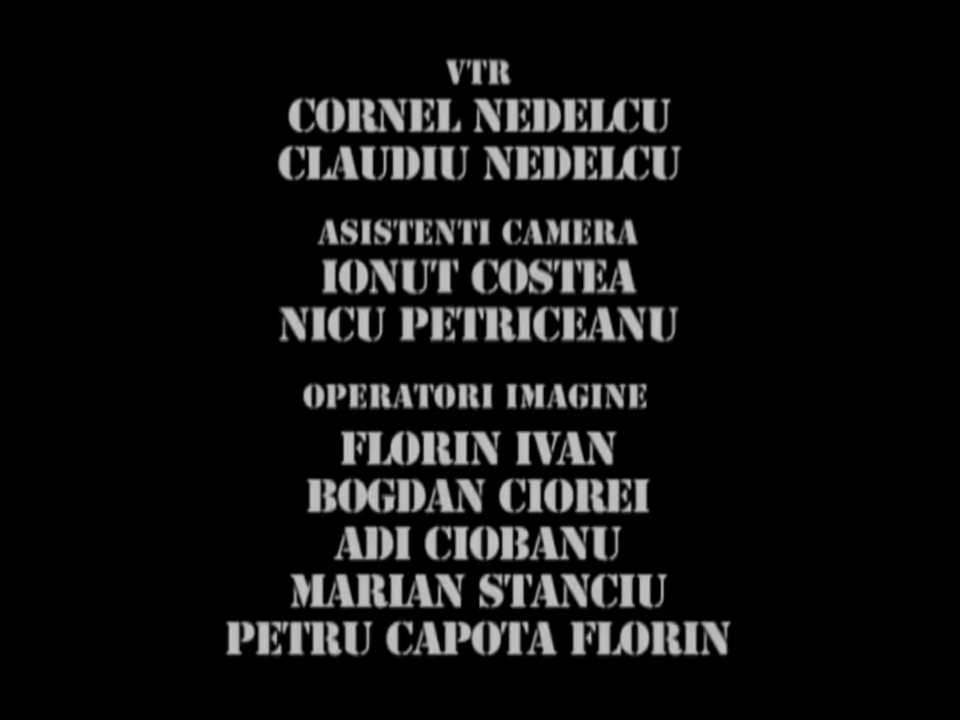 VTR
CORNEL NEDELCU
CLAUDIU NEDELCU
ASISTENTI CAMERA
IONUT COSTEA
NICU PETRICEANU
OPERATORI IMAGINE
FLORIN IVAN
BOGDAN CIOREI
ADI CIOBANU
MARIAN STANCIU
PETRU CAPOTA FLORIN